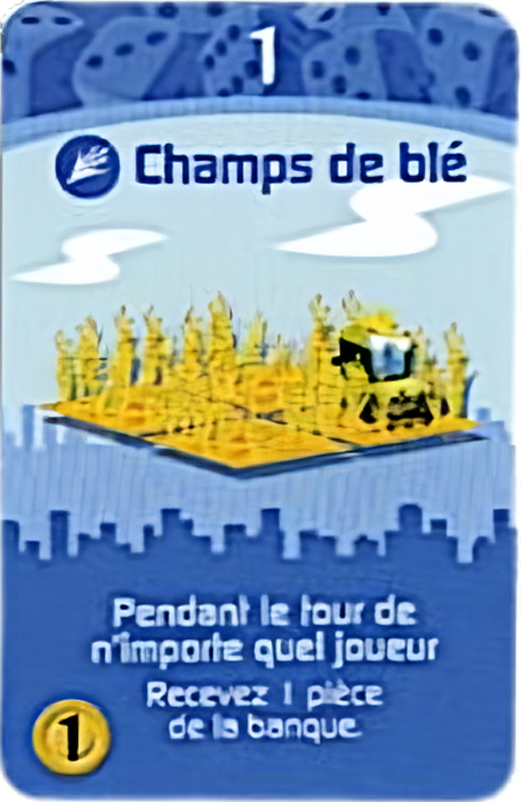 1
Champs de blé
Pendant le tour de
n'importe quel joueur
Recevez 1 pièce
de la banque.
1